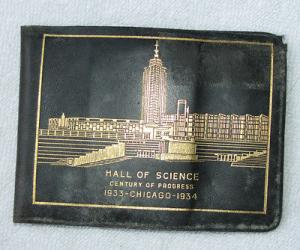 HALL OF SCIENCE
CENTURY OF PROGRESS
1933-CHICAGO-1934